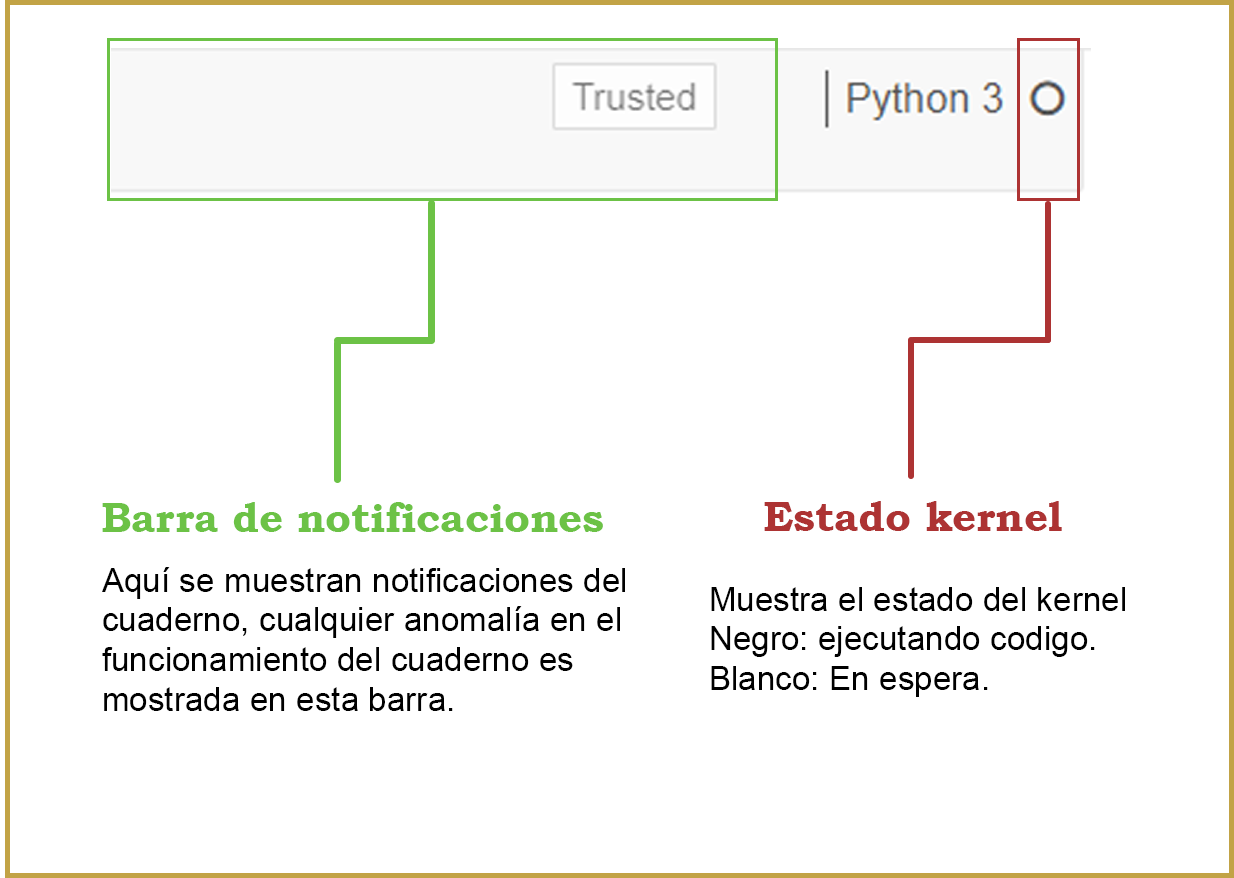 Trusted
Python 3
Barra de notificaciones
Aquí se muestran notificaciones del
cuaderno, cualquier anomalía en el
funcionamiento del cuaderno es
mostrada en esta barra.
Estado kernel
Muestra el estado del kernel
Negro: ejecutando codigo.
Blanco: En espera.